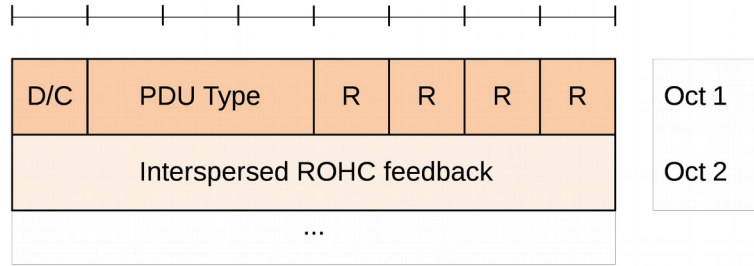 D/C PDU Type R R R R Oct 1
Interspersed ROHC feedback Oct 2
...